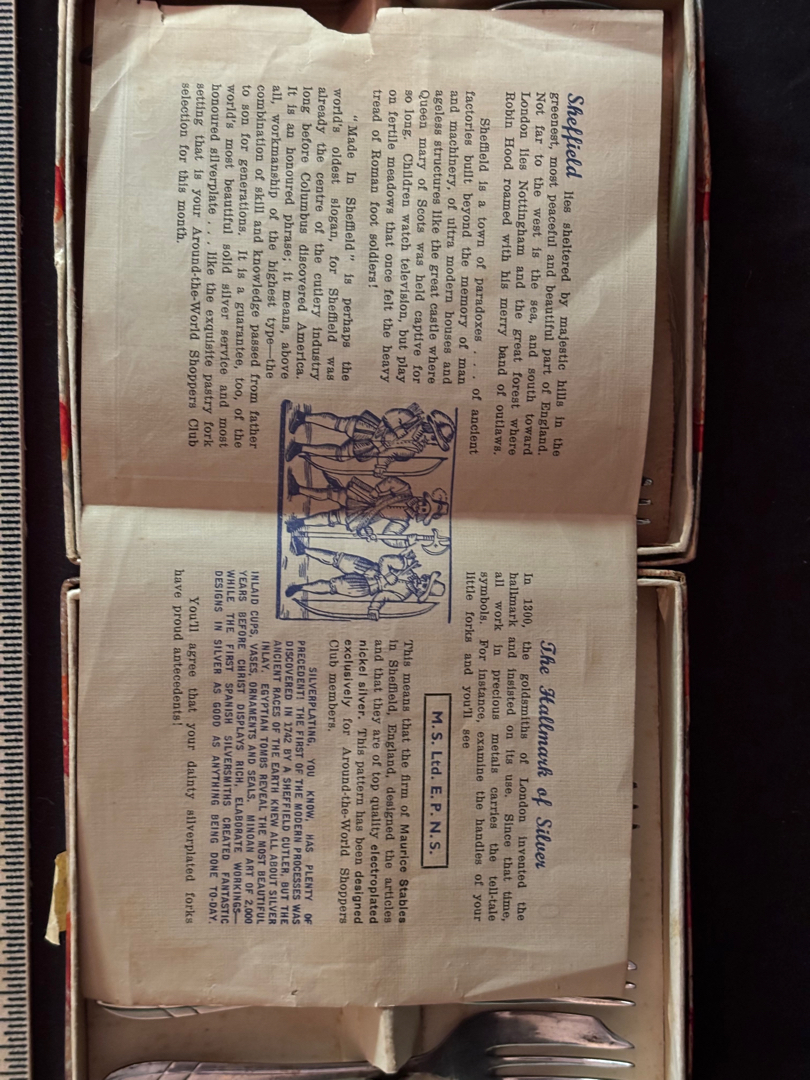 Sheffield lies sheltered by majestic hills in the
greenest, most peaceful and beautiful part of England.
Not far to the west is the sea, and south toward
London lies Nottingham and the great forest where
Robin Hood roamed with his merry band of outlaws.
Sheffield is a town of paradoxes . . . of ancient
factories built beyond the memory of man
and machinery, of ultra modern houses and
ageless structures like the great castle where
Queen mary of Scots was held captive for
so long. Children watch television, but play
on fertile meadows that once felt the heavy
tread of Roman foot soldiers!
"Made In Sheffield" is perhaps the
world's oldest slogan, for Sheffield was
already the centre of the cutlery industry
long before Columbus discovered America.
It is an honoured phrase; it means, above
all, workmanship of the highest type—the
combination of skill and knowledge passed from father
to son for generations. It is a guarantee, too, of the
world's most beautiful solid silver service and most
honoured silverplate . . . like the exquisite pastry fork
setting that is your Around-the-World Shoppers Club
selection for this month.
The Hallmark of Silver
In 1300, the goldsmiths of London invented the
hallmark and insisted on its use. Since that time,
all work in precious metals carries the tell-tale
symbols. For instance, examine the handles of your
little forks and you'll see
M.S. Ltd. E.P.N.S.
This means that the firm of Maurice Stables
in Sheffield, England, designed the articles
and that they are of top quality electroplated
nickel silver. This pattern has been designed
exclusively for Around-the-World Shoppers
Club members.
SILVERPLATING, YOU KNOW, HAS PLENTY OF
PRECEDENT! THE FIRST OF THE MODERN PROCESSES WAS
DISCOVERED IN 1742 BY A SHEFFIELD CUTLER, BUT THE
ANCIENT RACES OF THE EARTH KNEW ALL ABOUT SILVER
INLAY. EGYPTIAN TOMBS REVEAL THE MOST BEAUTIFUL
INLAID CUPS, VASES, ORNAMENTS AND SEALS, MINOAN ART OF 2,000
YEARS BEFORE CHRIST DISPLAYS RICH, ELABORATE WORKINGS—
WHILE THE FIRST SPANISH SILVERSMITHS CREATED FANTASTIC
DESIGNS IN SILVER AS GOOD AS ANYTHING BEING DONE TO-DAY.
You'll agree that your dainty silverplated forks
have proud antecedents!